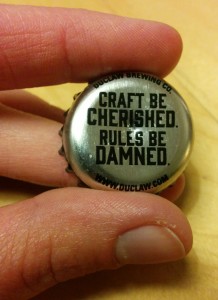 DUCLAW BREWING CO.
CRAFT BE
CHERISHED.
RULES BE
DAMNED.
WWW.DUCLAW.COM